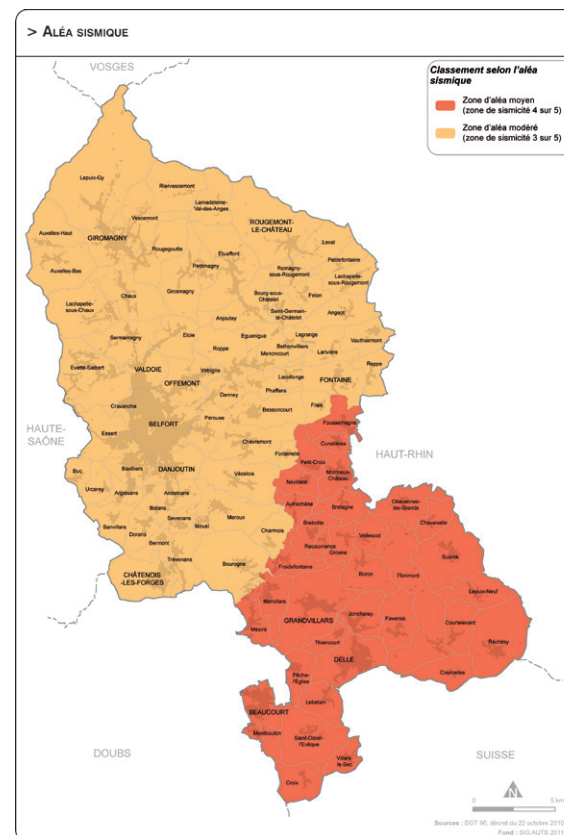 > ALÉA SISMIQUE
VOSGES
Classement selon l'aléa
sismique
Zone d'aléa moyen
(zone de sismicité 4 sur 5)
Zone d'aléa modéré
(zone de sismicité 3 sur 5)
Lepuix-Gy
Riervescemont
Lamadeleine-
Val-des-Anges
Vescemont
ROUGEMONT-
LE-CHÂTEAU
Auxelles-Haut
GIROMAGNY
Leval
Rougegoutte
Etueffont
Petitefontaine
Auxelles-Bas
Petitmagny
Romagny-
sous-Rougemont
Lachapelle-
sous-Rougemont
Chaux
Grosmagny
Bourg-sous-
Châtelet
Felon
Lachapelle-
sous-Chaux
Saint-Germain-
le-Châtelet
Angeot
Anjoutey
Sermamagny
Eloie
Eguenigue
Lagrange
Vauthiermont
Roppe
Bethonvilliers
Menoncourt
Larivière
Evette-Salbert
VALDOIE
Vétrigne
Reppe
OFFEMONT
Lacollonge
FONTAINE
Denney
Phaffans
Cravanche
Bessoncourt
Frais
Pérouse
HAUTE-
SAÔNE
BELFORT
Foussemagne
Essert
Chèvremont
Cunelières
HAUT-RHIN
Fontenelle
Petit-Croix
Buc
Bavilliers
DANJOUTIN
Vézelois
Montreux-
Château
Novillard
Urcerey
Argiésans
Andelnans
Autrechêne
Bretagne
Chavannes-
les-Grands
Botans
Sevenans
Meroux
Brebotte
Chavanatte
Banvillars
Dorans
Moval
Charmois
Vellescot
Bermont
Recouvrance
Grosne
Suarce
Trévenans
Bourogne
Froidefontaine
Boron
Florimont
CHÂTENOIS
-LES-FORGES
Lepuix-Neuf
Morvillars
Joncherey
GRANDVILLARS
Faverois
Courtelevant
Méziré
Thiancourt
Réchésy
DELLE
Courcelles
Fêche-
l'Eglise
Lebetain
BEAUCOURT
Montbouton
Saint-Dizier-
l'Evêque
DOUBS
Villars-
le-Sec
SUISSE
Croix
N
0 5 km
Sources : DDT 90, décret du 22 octobre 2010
Fond : SIG AUTB 2011